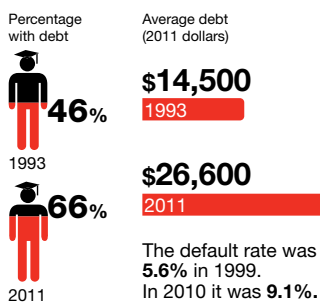 Percentage
with debt
46%
1993
66%
2011
Average debt
(2011 dollars)
$14,500
1993
$26,600
2011
The default rate was
5.6% in 1999.
In 2010 it was 9.1%.